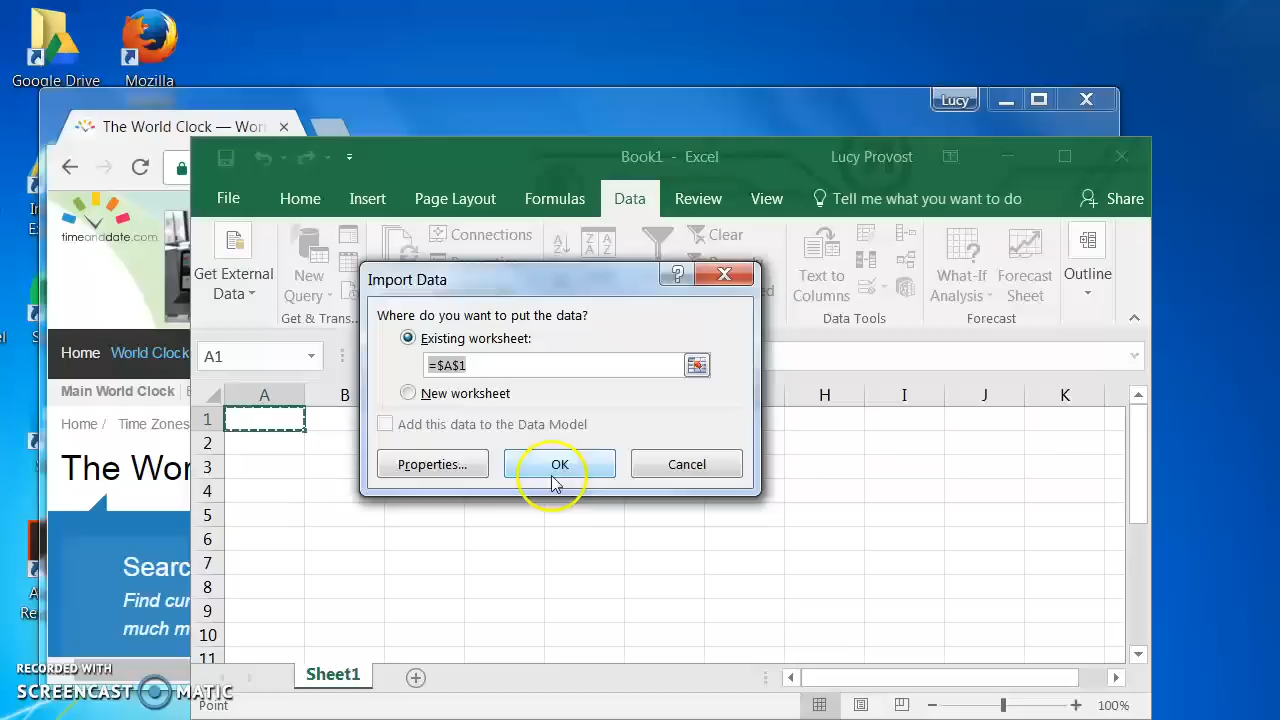 Google Drive
Mozilla
Lucy
The World Clock — Worl
Book1 - Excel
Lucy Provost
File
Home
Insert
Page Layout
Formulas
Data
Review
View
Tell me what you want to do
Share
timeanddate.com
Get External
Data
New
Query
Connections
Clear
Text to
Columns
What-If
Analysis
Forecast
Sheet
Outline
Get & Trans...
Data Tools
Forecast
Import Data
Where do you want to put the data?
Existing worksheet:
=$A$1
New worksheet
Add this data to the Data Model
Properties...
OK
Cancel
A1
A B H I J K
1
2
3
4
5
6
7
8
9
10
11
Home World Clock
Main World Clock
Home / Time Zones
The Wor
Searc
Find cur
much m
Sheet1
Point
100%
RECORDED WITH
SCREENCAST MATIC